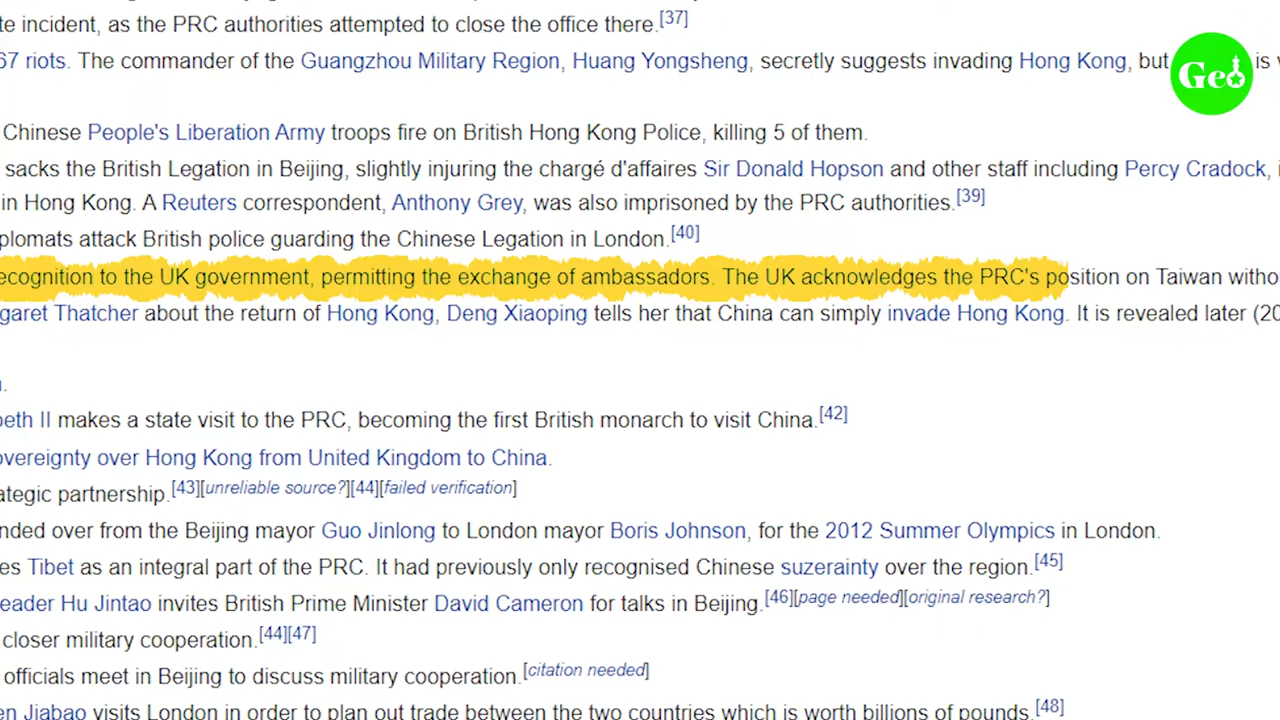 te incident, as the PRC authorities attempted to close the office there.[37]
67 riots. The commander of the Guangzhou Military Region, Huang Yongsheng, secretly suggests invading Hong Kong, but is
Geo
Chinese People's Liberation Army troops fire on British Hong Kong Police, killing 5 of them.
sacks the British Legation in Beijing, slightly injuring the chargé d'affaires Sir Donald Hopson and other staff including Percy Cradock,
in Hong Kong. A Reuters correspondent, Anthony Grey, was also imprisoned by the PRC authorities.[39]
plomats attack British police guarding the Chinese Legation in London.[40]
ecognition to the UK government, permitting the exchange of ambassadors. The UK acknowledges the PRC's position on Taiwan witho
garet Thatcher about the return of Hong Kong, Deng Xiaoping tells her that China can simply invade Hong Kong. It is revealed later (20
beth II makes a state visit to the PRC, becoming the first British monarch to visit China.[42]
overeignty over Hong Kong from United Kingdom to China.
ategic partnership.[43][unreliable source?][44][failed verification]
nded over from the Beijing mayor Guo Jinlong to London mayor Boris Johnson, for the 2012 Summer Olympics in London.
es Tibet as an integral part of the PRC. It had previously only recognised Chinese suzerainty over the region.[45]
eader Hu Jintao invites British Prime Minister David Cameron for talks in Beijing.[46][page needed][original research?]
closer military cooperation.[44][47]
officials meet in Beijing to discuss military cooperation.[citation needed]
en Jiabao visits London in order to plan out trade between the two countries which is worth billions of pounds.[48]